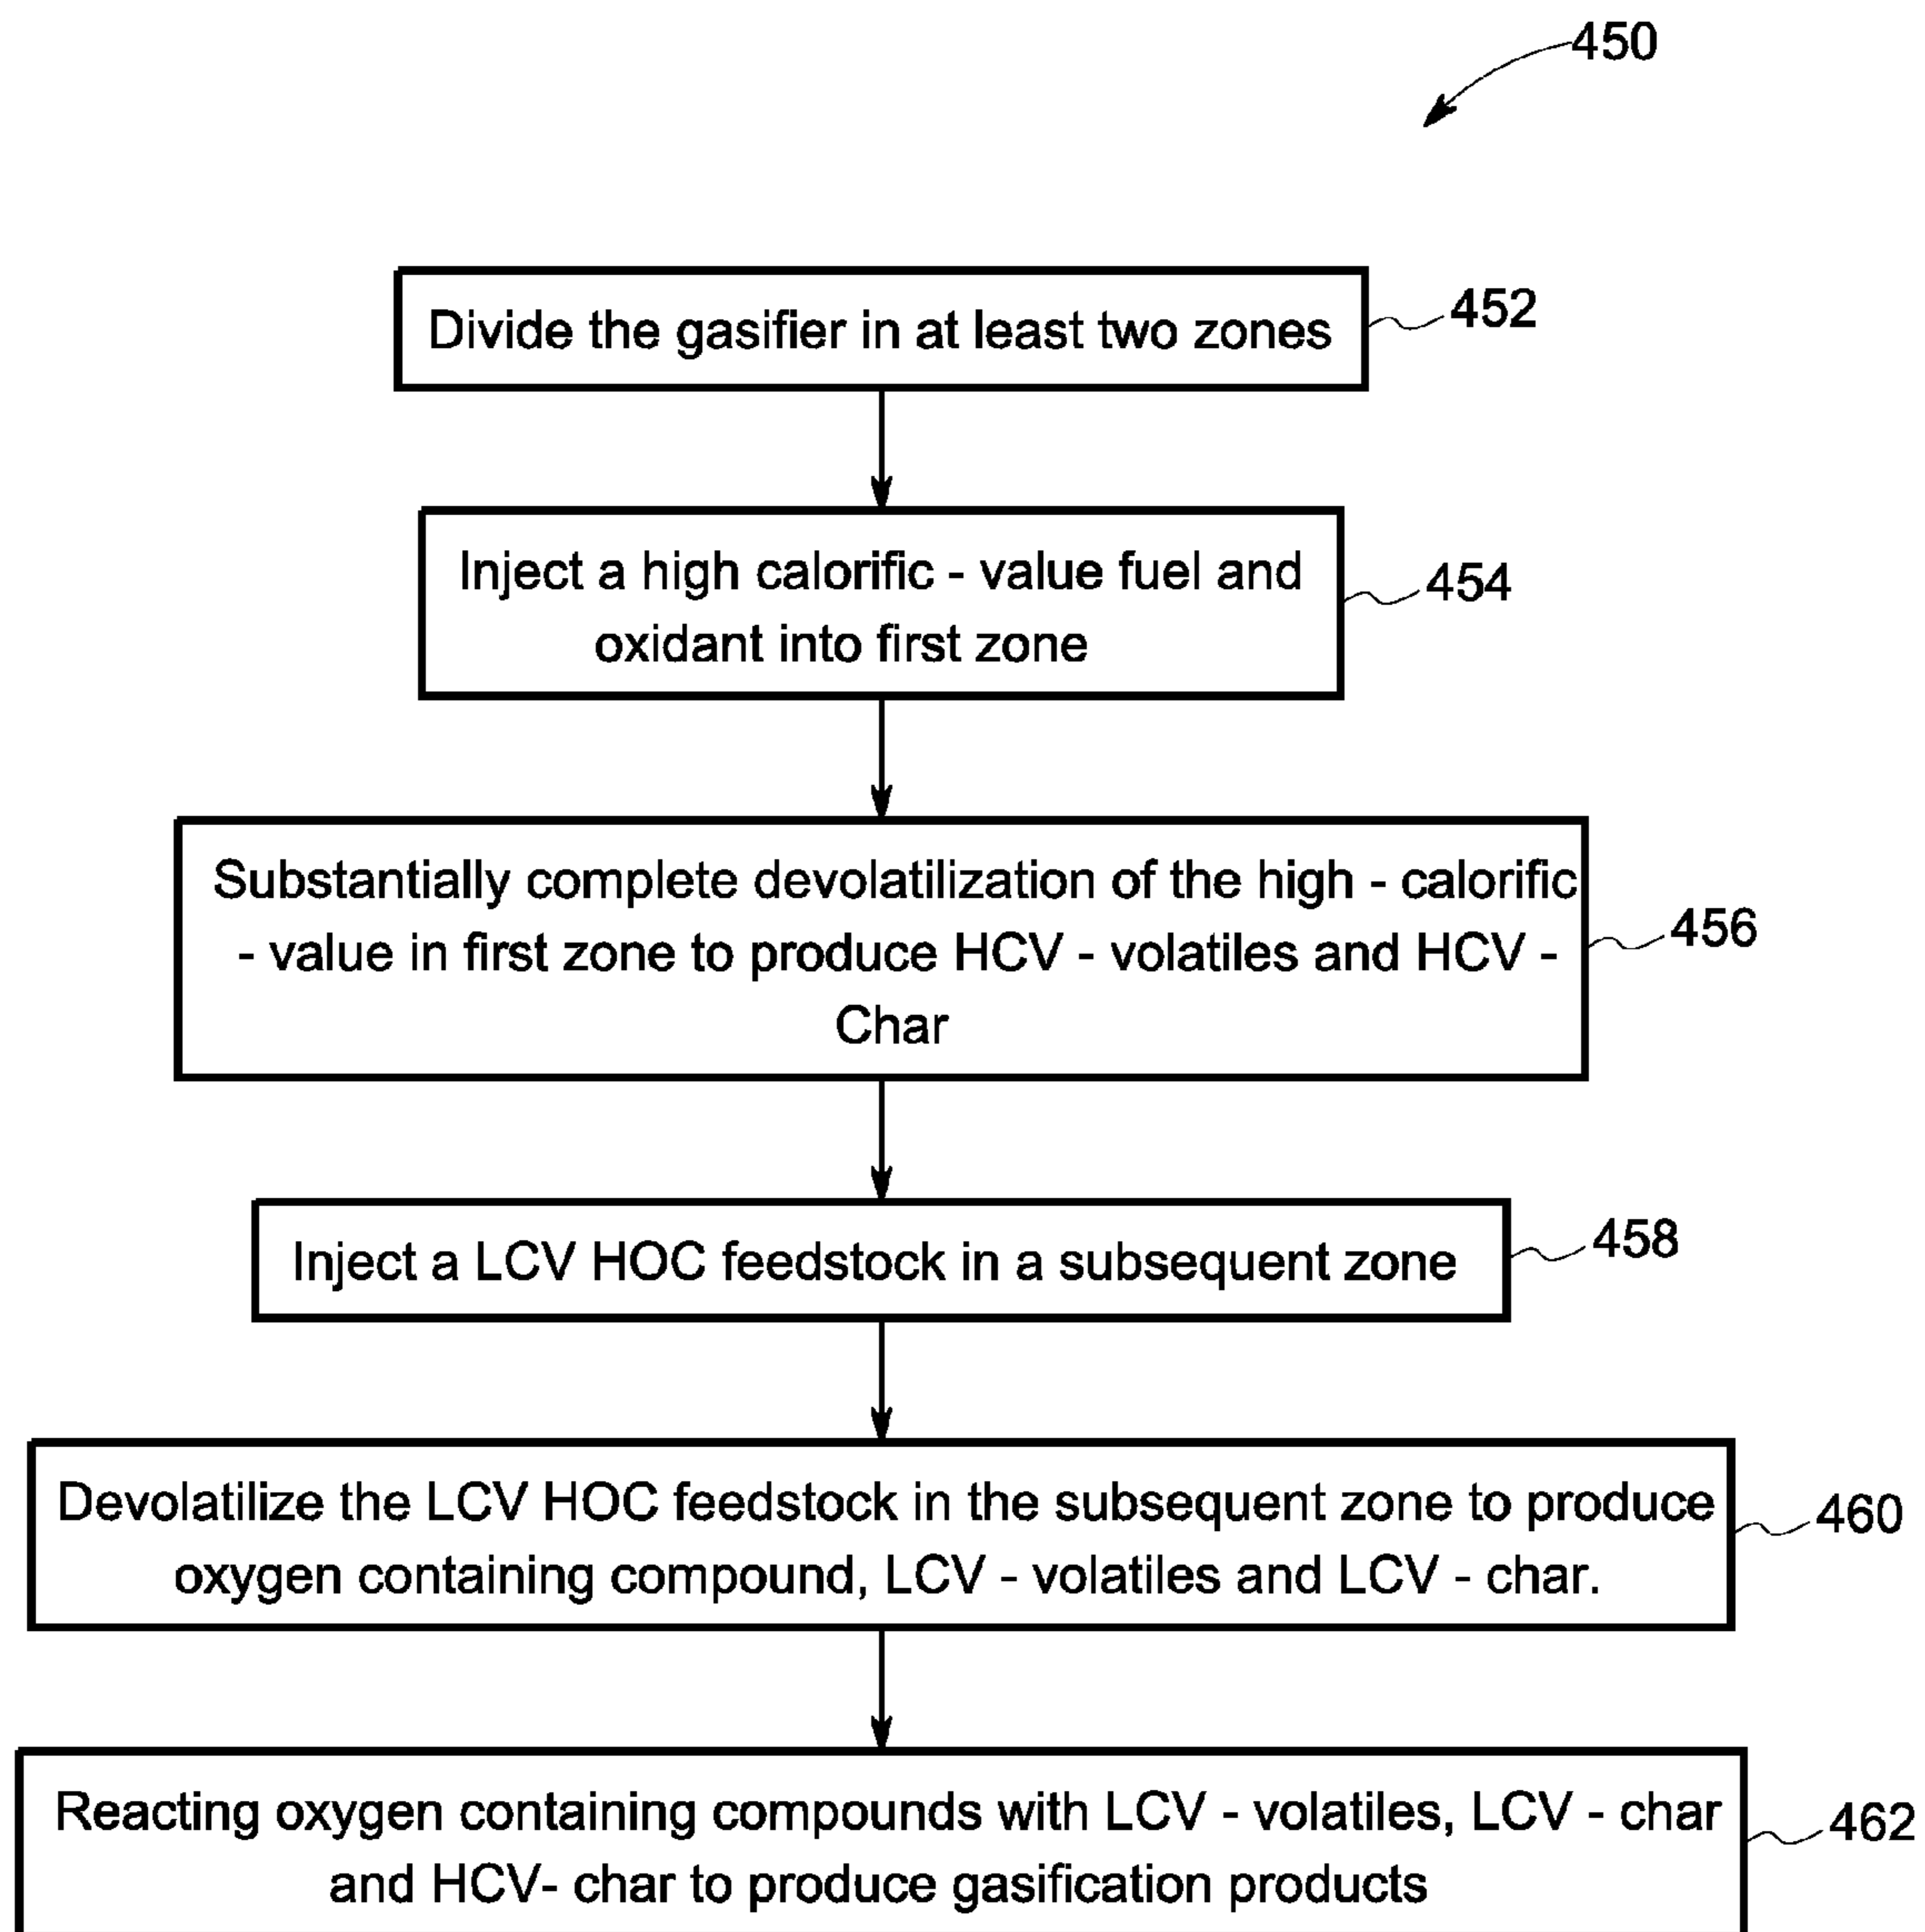 450
Divide the gasifier in at least two zones
452
Inject a high calorific - value fuel and
oxidant into first zone
454
Substantially complete devolatilization of the high - calorific
- value in first zone to produce HCV - volatiles and HCV -
Char
456
Inject a LCV HOC feedstock in a subsequent zone
458
Devolatilize the LCV HOC feedstock in the subsequent zone to produce
oxygen containing compound, LCV - volatiles and LCV - char.
460
Reacting oxygen containing compounds with LCV - volatiles, LCV - char
and HCV- char to produce gasification products
462